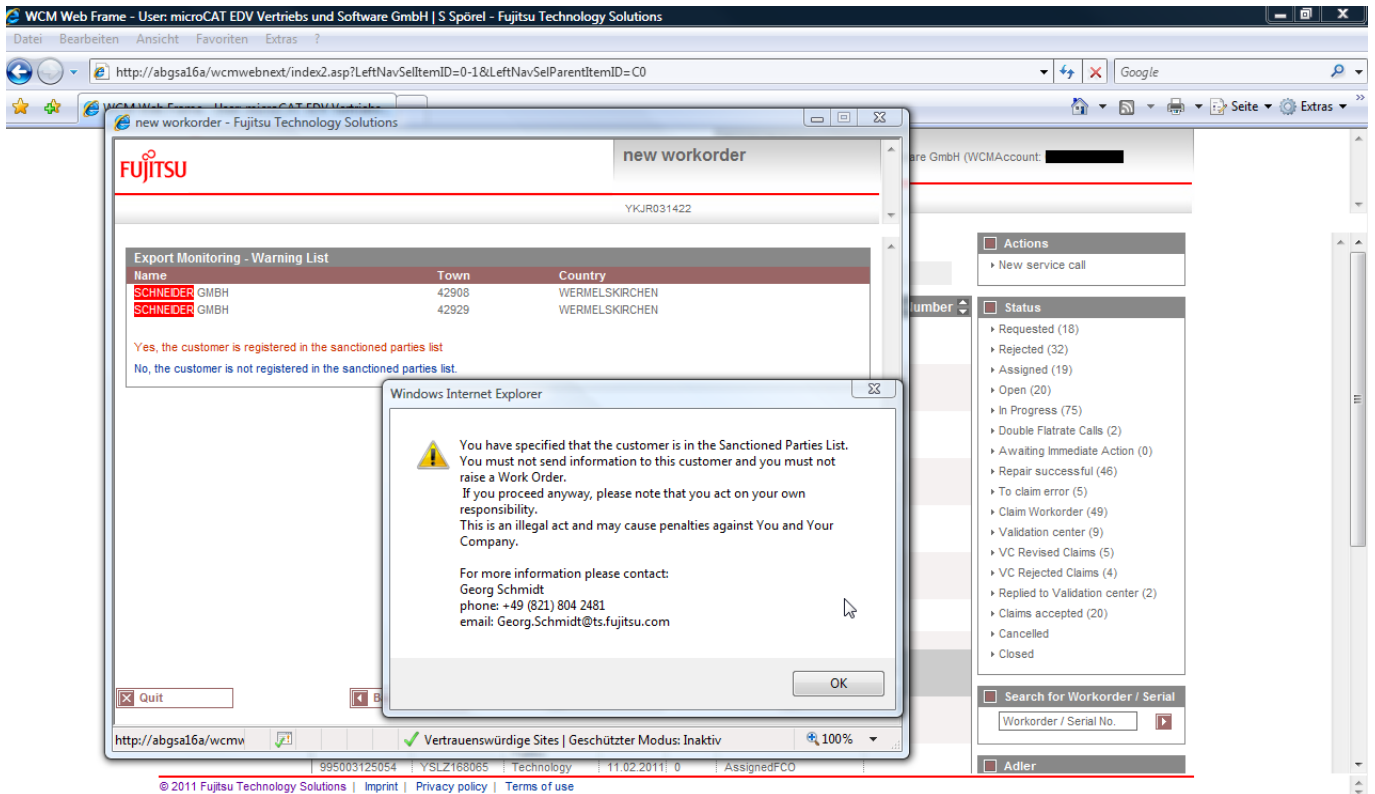 WCM Web Frame - User: microCAT EDV Vertriebs und Software GmbH | S Spörel - Fujitsu Technology Solutions
Datei Bearbeiten Ansicht Favoriten Extras ?
http://abgsa16a/wcmwebnext/index2.asp?LeftNavSelItemID=0-1&LeftNavSelParentItemID=C0
Google
WCM Web Frame - User: microCAT EDV Vertriebs
Seite Extras
new workorder - Fujitsu Technology Solutions
FUJITSU
new workorder
are GmbH (WCMAccount:
YKJR031422
Export Monitoring - Warning List
Name Town Country
SCHNEIDER GMBH 42908 WERMELSKIRCHEN
SCHNEIDER GMBH 42929 WERMELSKIRCHEN
Yes, the customer is registered in the sanctioned parties list
No, the customer is not registered in the sanctioned parties list.
Windows Internet Explorer
You have specified that the customer is in the Sanctioned Parties List.
You must not send information to this customer and you must not
raise a Work Order.
If you proceed anyway, please note that you act on your own
responsibility.
This is an illegal act and may cause penalties against You and Your
Company.
For more information please contact:
Georg Schmidt
phone: +49 (821) 804 2481
email: Georg.Schmidt@ts.fujitsu.com
OK
Quit
http://abgsa16a/wcmw
Vertrauenswürdige Sites | Geschützter Modus: Inaktiv
100%
Actions
New service call
Status
Requested (18)
Rejected (32)
Assigned (19)
Open (20)
In Progress (75)
Double Flatrate Calls (2)
Awaiting Immediate Action (0)
Repair successful (46)
To claim error (5)
Claim Workorder (49)
Validation center (9)
VC Revised Claims (5)
VC Rejected Claims (4)
Replied to Validation center (2)
Claims accepted (20)
Cancelled
Closed
Search for Workorder / Serial
Workorder / Serial No.
Adler
995003125054 YSLZ168065 Technology 11.02.2011 0 AssignedFCO
© 2011 Fujitsu Technology Solutions | Imprint | Privacy policy | Terms of use